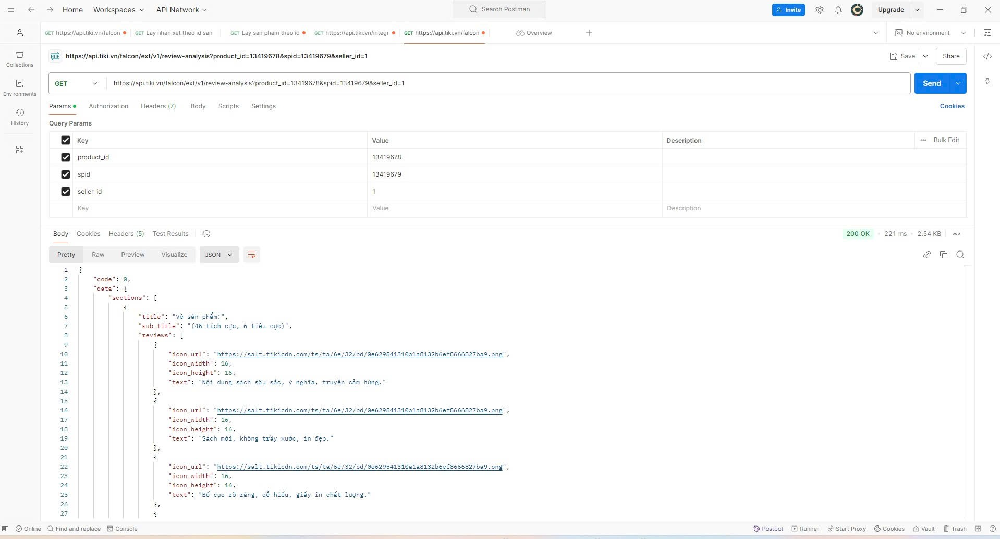 Home Workspaces API Network Search Postman Invite Upgrade
GET https://api.tiki.vn/falcon GET Lay nhan xet theo id san GET Lay san pham theo id GET https://api.tiki.vn/integr GET https://api.tiki.vn/falcon Overview No environment
HTTP https://api.tiki.vn/falcon/ext/v1/review-analysis?product_id=13419678&spid=13419679&seller_id=1 Save Share
GET https://api.tiki.vn/falcon/ext/v1/review-analysis?product_id=13419678&spid=13419679&seller_id=1 Send
Collections
Environments
History
Params Authorization Headers (7) Body Scripts Settings Cookies
Query Params
Key Value Description Bulk Edit
product_id 13419678
spid 13419679
seller_id 1
Key Value Description
Body Cookies Headers (5) Test Results 200 OK 221 ms 2.54 KB
Pretty Raw Preview Visualize JSON
1 {
2 "code": 0,
3 "data": {
4 "sections": [
5 {
6 "title": "Về sản phẩm:",
7 "sub_title": "(45 tích cực, 6 tiêu cực)",
8 "reviews": [
9 {
10 "icon_url": "https://salt.tikicdn.com/ts/ta/6e/32/bd/0e629541310a1a8132b6ef8666827ba9.png",
11 "icon_width": 16,
12 "icon_height": 16,
13 "text": "Nội dung sách sâu sắc, ý nghĩa, truyền cảm hứng."
14 },
15 {
16 "icon_url": "https://salt.tikicdn.com/ts/ta/6e/32/bd/0e629541310a1a8132b6ef8666827ba9.png",
17 "icon_width": 16,
18 "icon_height": 16,
19 "text": "Sách mới, không trầy xước, in đẹp."
20 },
21 {
22 "icon_url": "https://salt.tikicdn.com/ts/ta/6e/32/bd/0e629541310a1a8132b6ef8666827ba9.png",
23 "icon_width": 16,
24 "icon_height": 16,
25 "text": "Bố cục rõ ràng, dễ hiểu, giấy in chất lượng."
26 },
27 {
Online Find and replace Console Postbot Runner Start Proxy Cookies Vault Trash